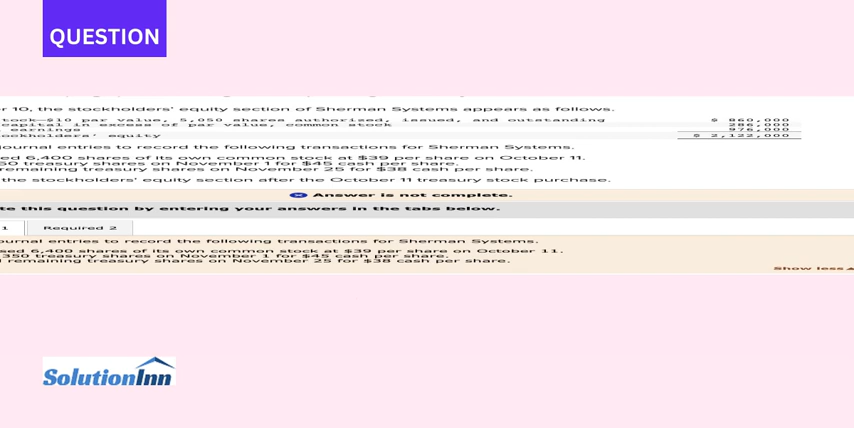 QUESTION
r 10, the stockholders' equity section of Sherman Systems appears as follows.
tock—$10 par value, 5,050 shares authorized, issued, and outstanding $ 860,000
capital in excess of par value, common stock 286,000
earnings 976,000
ockholders' equity $ 2,122,000
journal entries to record the following transactions for Sherman Systems.
ed 6,400 shares of its own common stock at $39 per share on October 11.
50 treasury shares on November 1 for $45 cash per share.
remaining treasury shares on November 25 for $38 cash per share.
the stockholders' equity section after the October 11 treasury stock purchase.
Answer is not complete.
te this question by entering your answers in the tabs below.
1 Required 2
ournal entries to record the following transactions for Sherman Systems.
sed 6,400 shares of its own common stock at $39 per share on October 11.
350 treasury shares on November 1 for $45 cash per share.
remaining treasury shares on November 25 for $38 cash per share.
Show less
SolutionInn